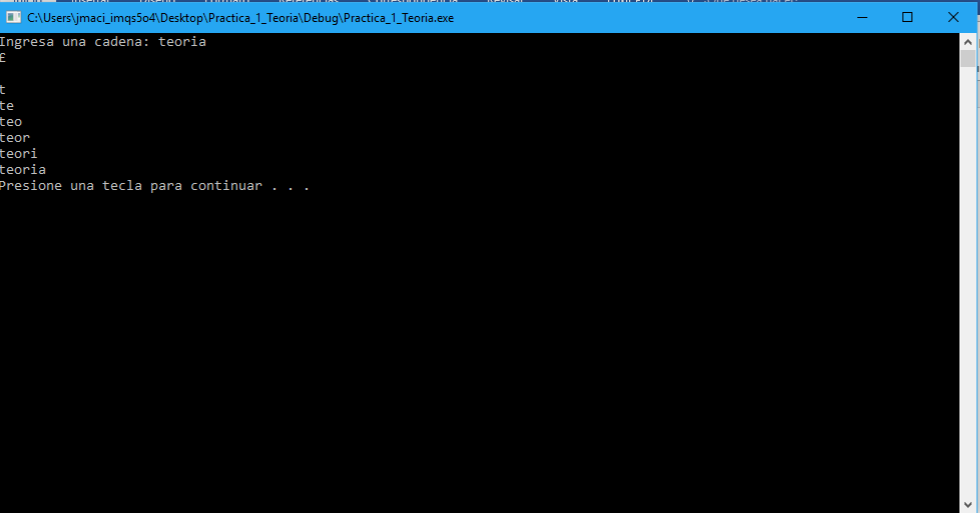 C:\Users\jmaci_imqs5o4\Desktop\Practica_1_Teoria\Debug\Practica_1_Teoria.exe
Ingresa una cadena: teoria
£
t
te
teo
teor
teori
teoria
Presione una tecla para continuar . . .